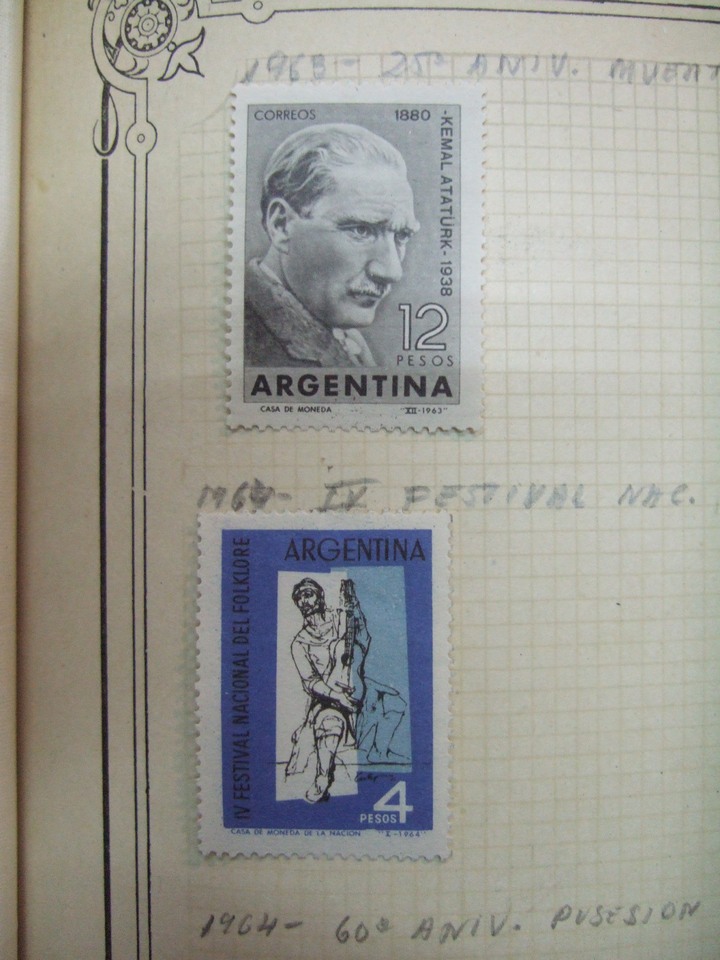 1963 - 25º ANIV. MUERT
CORREOS 1880
- KEMAL ATATÜRK - 1938
12
PESOS
ARGENTINA
CASA DE MONEDA "XII-1963"
1964 - IV FESTIVAL NAC.
ARGENTINA
IV FESTIVAL NACIONAL DEL FOLKLORE
4
PESOS
CASA DE MONEDA DE LA NACION "I-1964"
1964 - 60º ANIV. POSESION